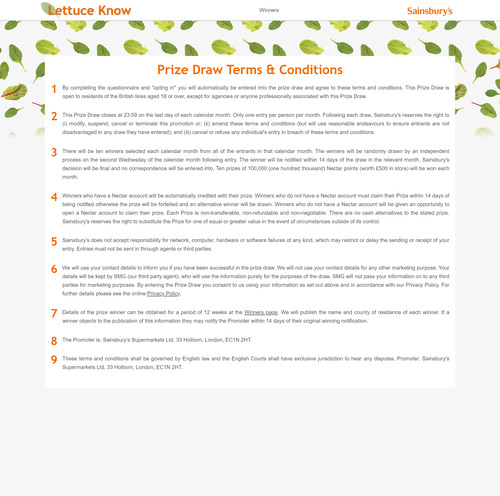 Lettuce Know
Winners
Sainsbury's
Prize Draw Terms & Conditions
1 By completing the questionnaire and "opting in" you will automatically be entered into the prize draw and agree to these terms and conditions. This Prize Draw is
open to residents of the British Isles aged 18 or over, except for agencies or anyone professionally associated with this Prize Draw.
2 This Prize Draw closes at 23:59 on the last day of each calendar month. Only one entry per person per month. Following each draw, Sainsbury's reserves the right to
(i) modify, suspend, cancel or terminate this promotion or; (ii) amend these terms and conditions (but will use reasonable endeavours to ensure entrants are not
disadvantaged in any draw they have entered), and (iii) cancel or refuse any individual's entry in breach of these terms and conditions.
3 There will be ten winners selected each calendar month from all of the entrants in that calendar month. The winners will be randomly drawn by an independent
process on the second Wednesday of the calendar month following entry. The winner will be notified within 14 days of the draw in the relevant month. Sainsbury's
decision will be final and no correspondence will be entered into. Ten prizes of 100,000 (one hundred thousand) Nectar points (worth £500 in store) will be won each
month.
4 Winners who have a Nectar account will be automatically credited with their prize. Winners who do not have a Nectar account must claim their Prize within 14 days of
being notified otherwise the prize will be forfeited and an alternative winner will be drawn. Winners who do not have a Nectar account will be given an opportunity to
open a Nectar account to claim their prize. Each Prize is non-transferable, non-refundable and non-negotiable. There are no cash alternatives to the stated prize.
Sainsbury's reserves the right to substitute the Prize for one of equal or greater value in the event of circumstances outside of its control.
5 Sainsbury's does not accept responsibility for network, computer, hardware or software failures of any kind, which may restrict or delay the sending or receipt of your
entry. Entries must not be sent in through agents or third parties.
6 We will use your contact details to inform you if you have been successful in the prize draw. We will not use your contact details for any other marketing purpose. Your
details will be kept by SMG (our third party agent), who will use the information purely for the purposes of the draw. SMG will not pass your information on to any third
parties for marketing purposes. By entering the Prize Draw you consent to us using your information as set out above and in accordance with our Privacy Policy. For
further details please see the online Privacy Policy.
7 Details of the prize winner can be obtained for a period of 12 weeks at the Winners page. We will publish the name and county of residence of each winner. If a
winner objects to the publication of this information they may notify the Promoter within 14 days of their original winning notification.
8 The Promoter is: Sainsbury's Supermarkets Ltd, 33 Holborn, London, EC1N 2HT.
9 These terms and conditions shall be governed by English law and the English Courts shall have exclusive jurisdiction to hear any disputes. Promoter: Sainsbury's
Supermarkets Ltd, 33 Holborn, London, EC1N 2HT.